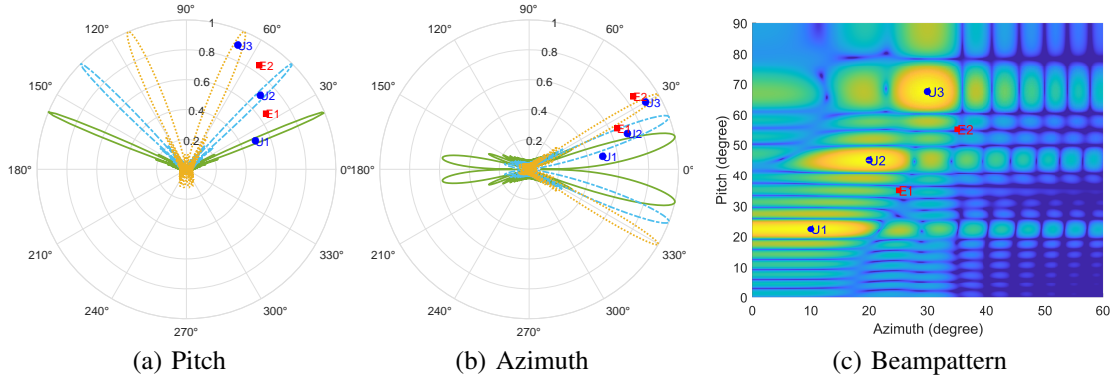 90°
120°
60°
1
U3
0.8
E2
150°
30°
0.6
U2
0.4
E1
0.2
U1
180°
0°
210°
330°
240°
300°
270°
(a) Pitch
90°
120°
60°
1
0.8
150°
30°
0.6
E2
U3
0.4
E1
U2
0.2
U1
180°
0°
210°
330°
240°
300°
270°
(b) Azimuth
90
80
70
60
50
40
30
20
10
0
Pitch (degree)
U3
E2
U2
E1
U1
0 10 20 30 40 50 60
Azimuth (degree)
(c) Beampattern